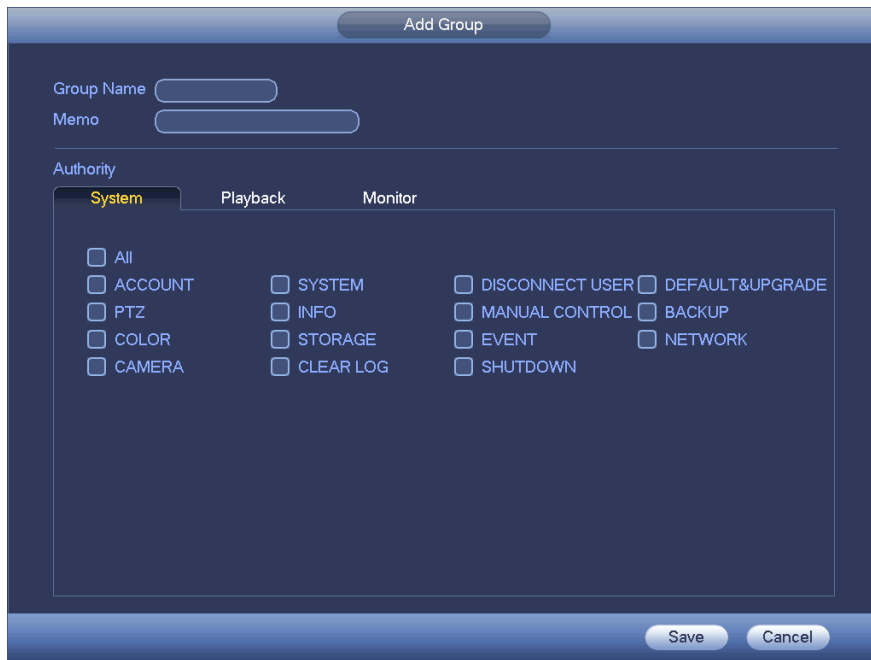 Add Group
Group Name
Memo
Authority
System Playback Monitor
All
ACCOUNT SYSTEM DISCONNECT USER DEFAULT&UPGRADE
PTZ INFO MANUAL CONTROL BACKUP
COLOR STORAGE EVENT NETWORK
CAMERA CLEAR LOG SHUTDOWN
Save Cancel